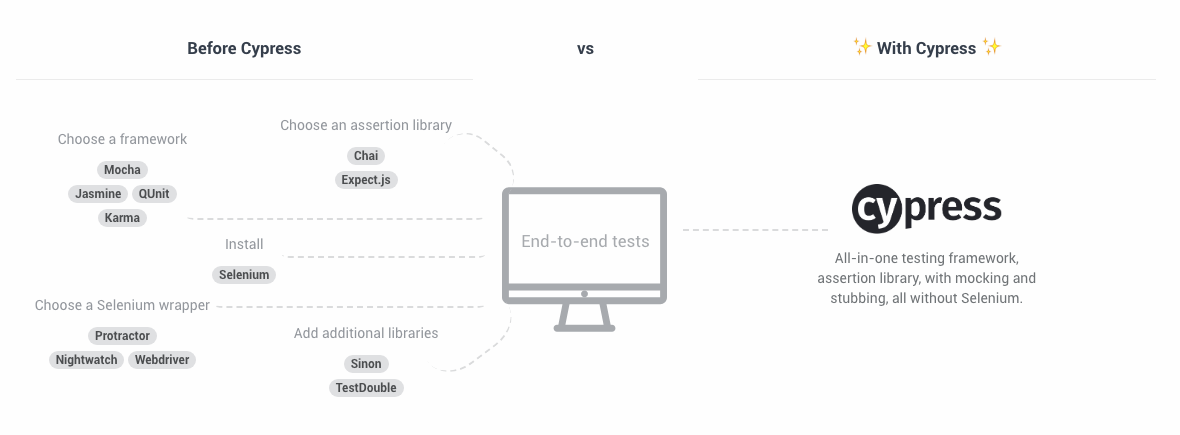 Before Cypress
vs
✨ With Cypress ✨
Choose a framework
Mocha
Jasmine QUnit
Karma
Choose an assertion library
Chai
Expect.js
Install
Selenium
Choose a Selenium wrapper
Protractor
Nightwatch Webdriver
Add additional libraries
Sinon
TestDouble
End-to-end tests
cypress
All-in-one testing framework,
assertion library, with mocking and
stubbing, all without Selenium.